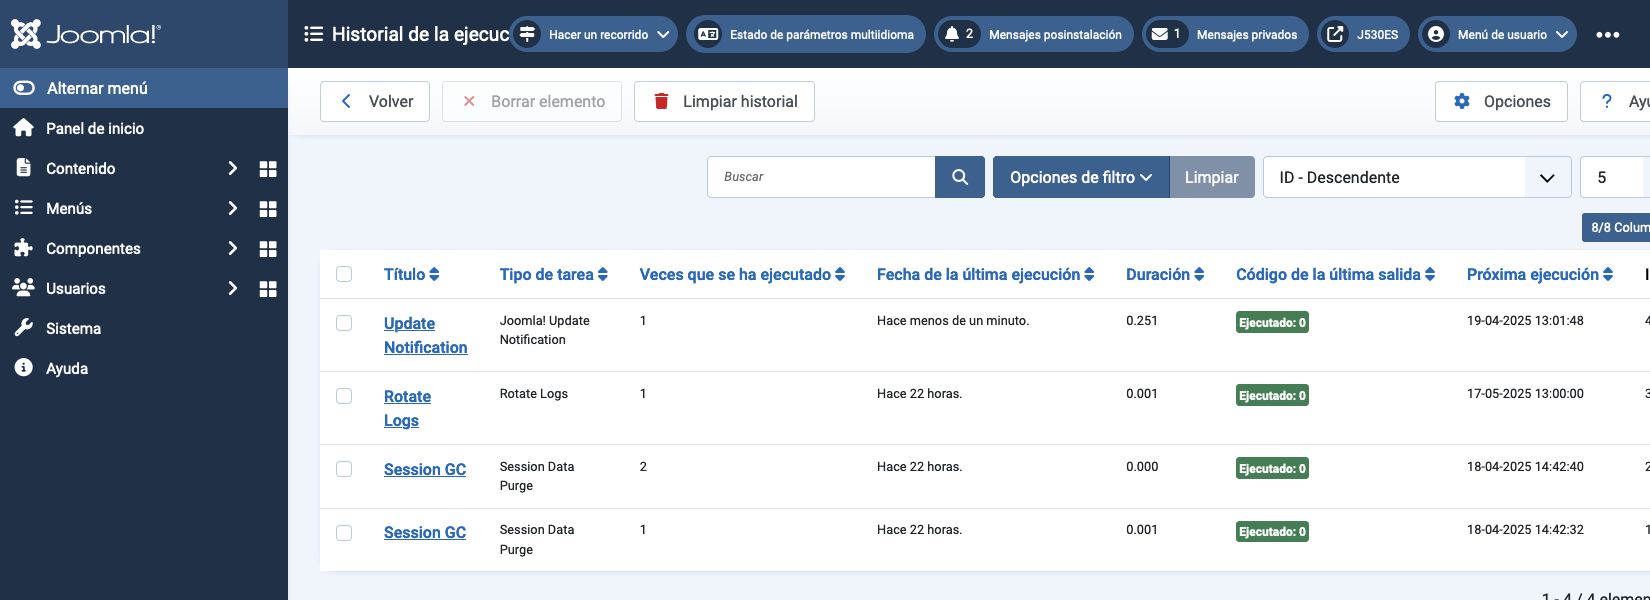 Joomla!®
Historial de la ejecuc
Hacer un recorrido
Estado de parámetros multiidioma
2 Mensajes posinstalación
1 Mensajes privados
J530ES
Menú de usuario
Alternar menú
Panel de inicio
Contenido
Menús
Componentes
Usuarios
Sistema
Ayuda
Volver
Borrar elemento
Limpiar historial
Opciones
? Ayu
Buscar
Opciones de filtro
Limpiar
ID - Descendente
5
8/8 Colum
Título Tipo de tarea Veces que se ha ejecutado Fecha de la última ejecución Duración Código de la última salida Próxima ejecución I
Update Notification Joomla! Update Notification 1 Hace menos de un minuto. 0.251 Ejecutado: 0 19-04-2025 13:01:48 4
Rotate Logs Rotate Logs 1 Hace 22 horas. 0.001 Ejecutado: 0 17-05-2025 13:00:00 3
Session GC Session Data Purge 2 Hace 22 horas. 0.000 Ejecutado: 0 18-04-2025 14:42:40 2
Session GC Session Data Purge 1 Hace 22 horas. 0.001 Ejecutado: 0 18-04-2025 14:42:32 1
1 - 4 / 4 elemen